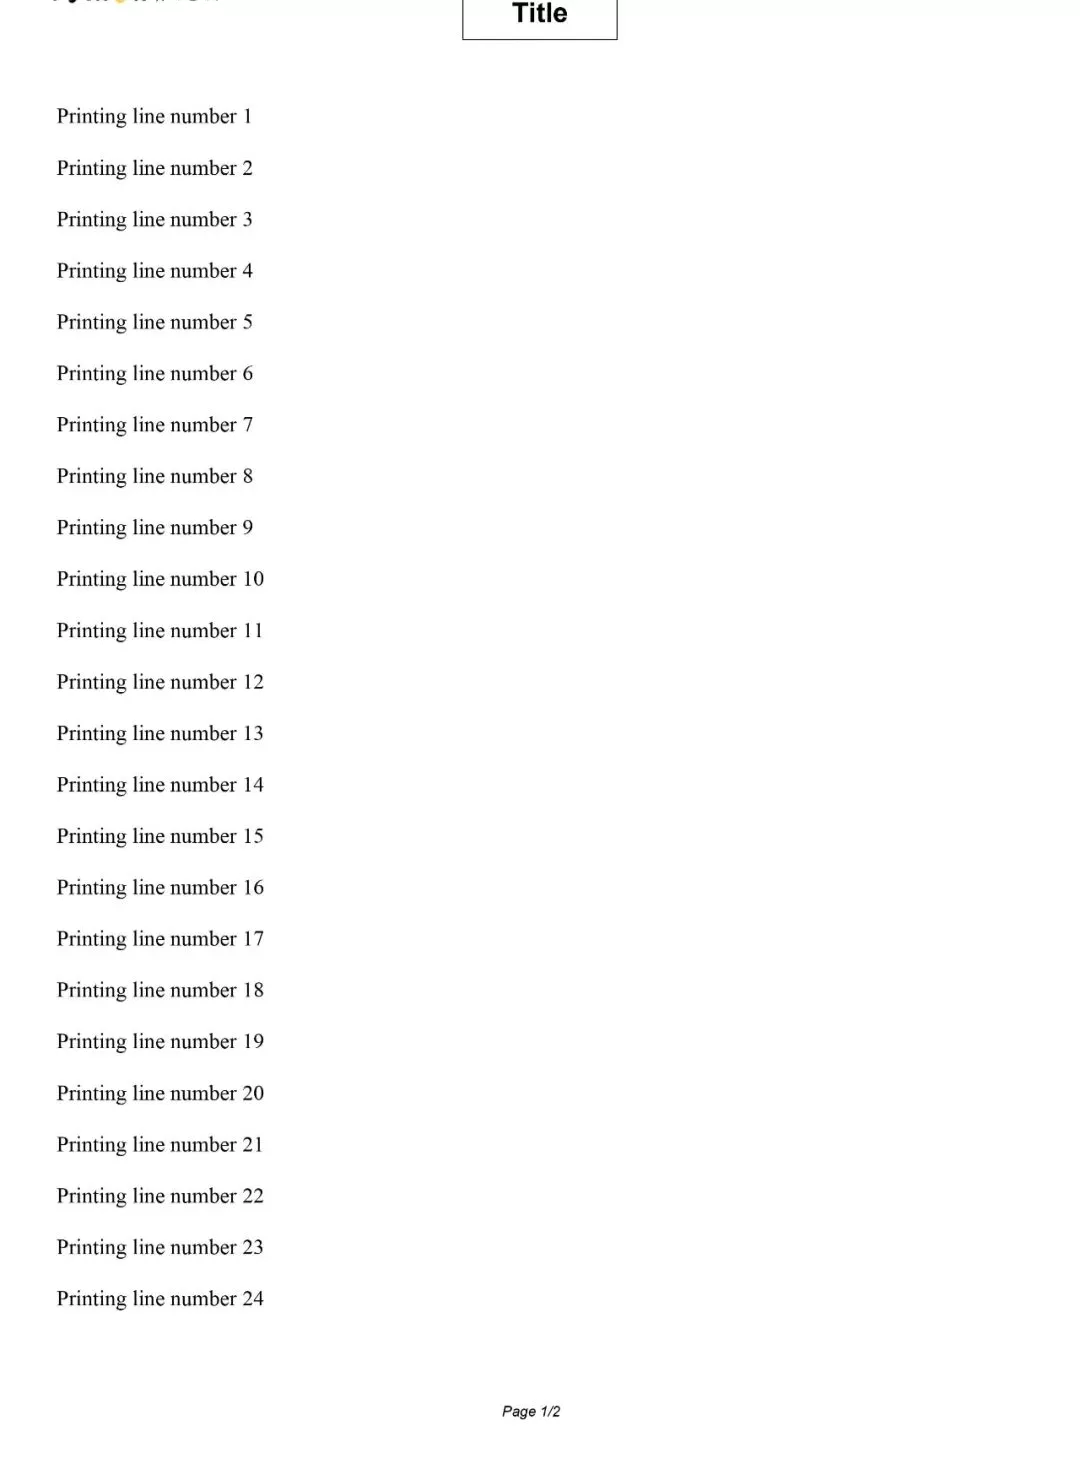 Title
Printing line number 1
Printing line number 2
Printing line number 3
Printing line number 4
Printing line number 5
Printing line number 6
Printing line number 7
Printing line number 8
Printing line number 9
Printing line number 10
Printing line number 11
Printing line number 12
Printing line number 13
Printing line number 14
Printing line number 15
Printing line number 16
Printing line number 17
Printing line number 18
Printing line number 19
Printing line number 20
Printing line number 21
Printing line number 22
Printing line number 23
Printing line number 24
Page 1/2